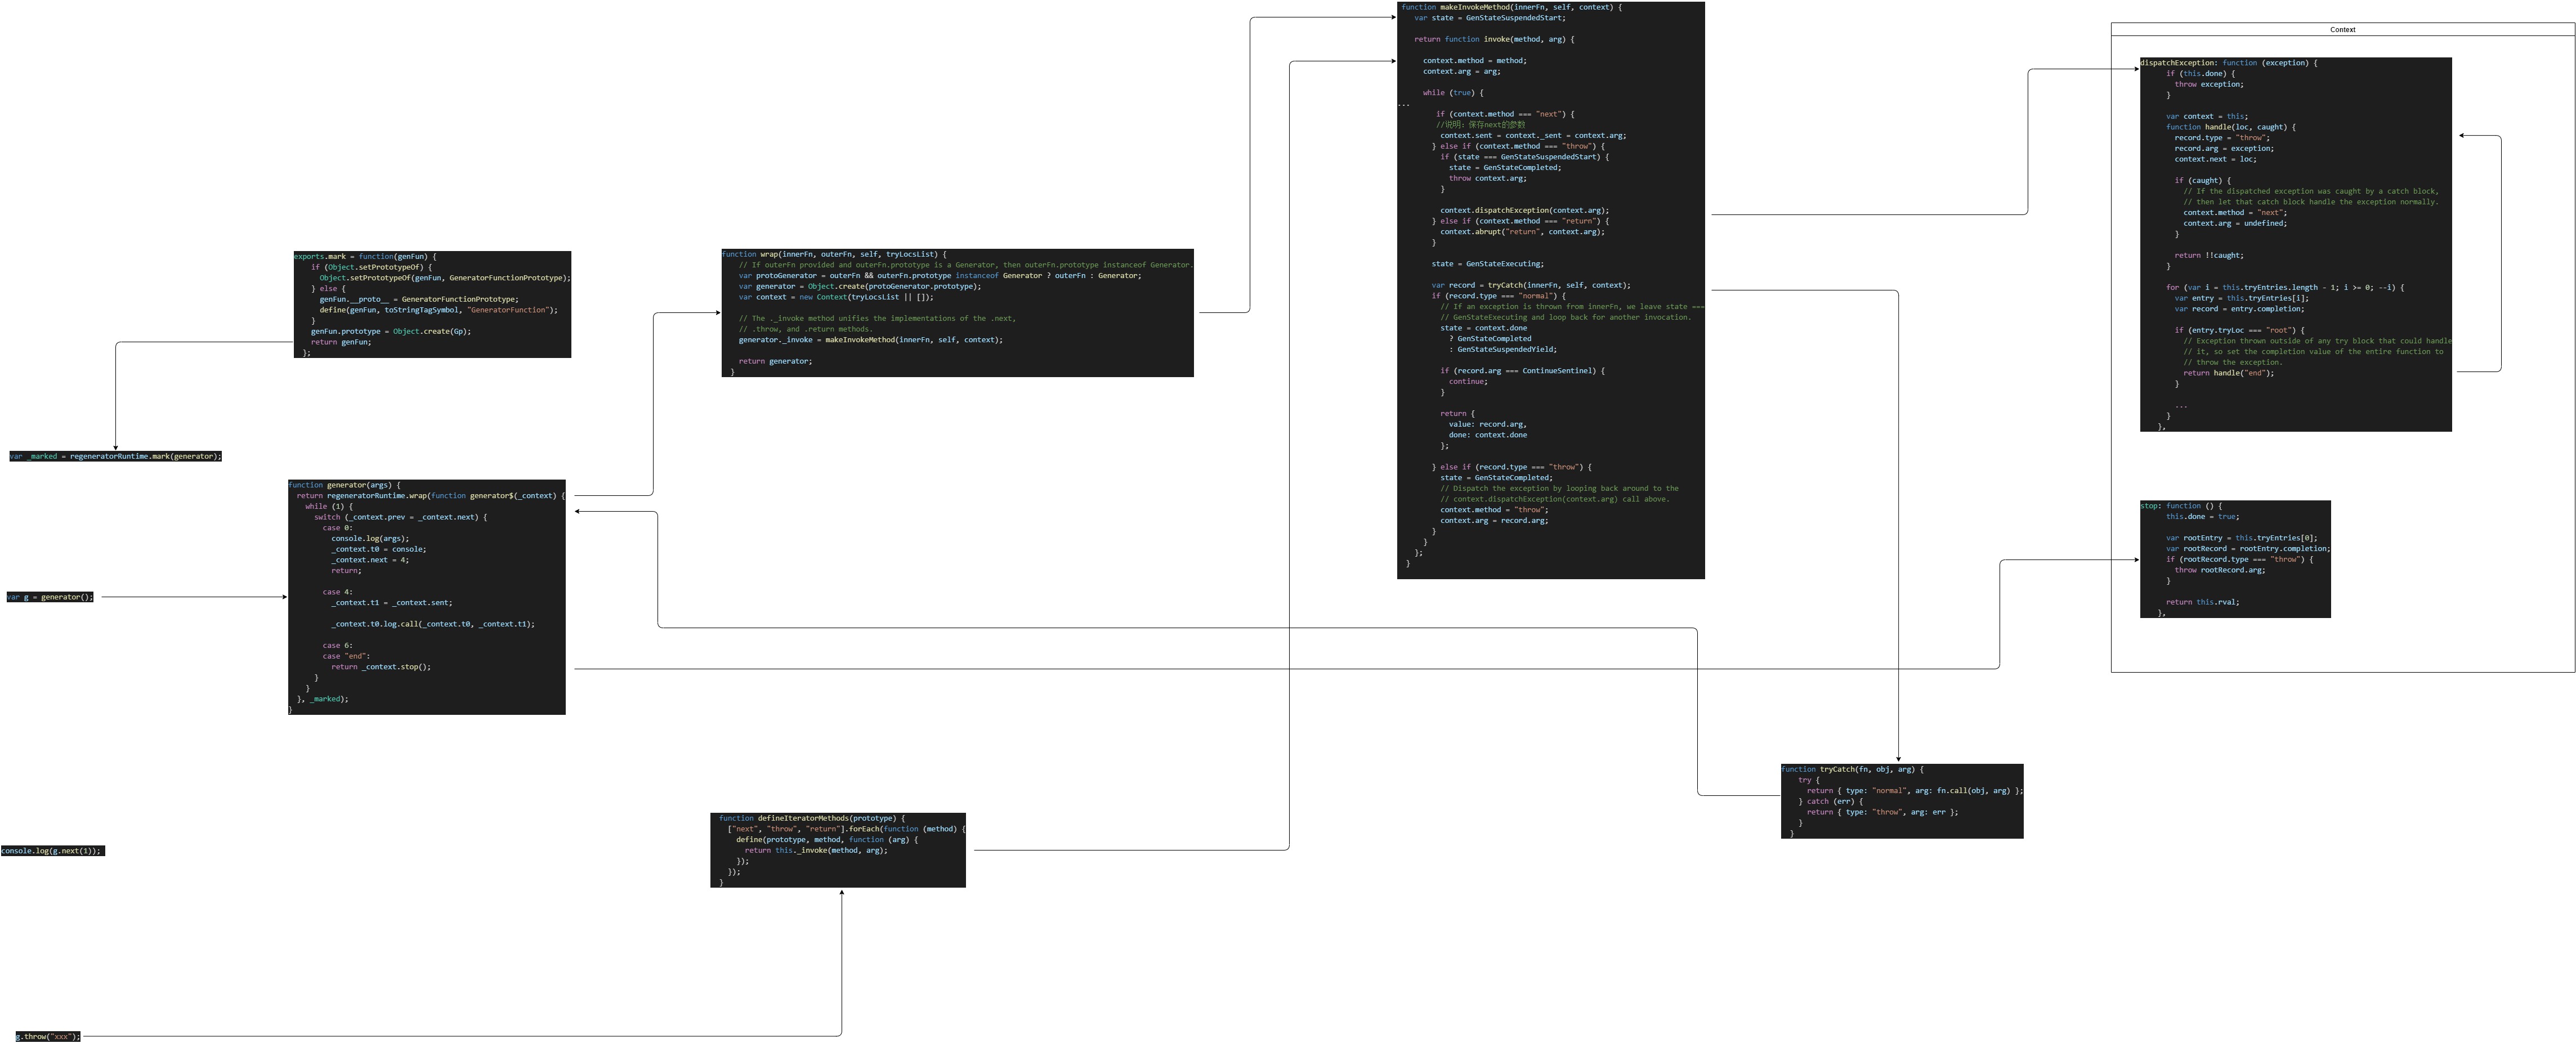 exports.mark = function(genFun) {
if (Object.setPrototypeOf) {
Object.setPrototypeOf(genFun, GeneratorFunctionPrototype);
} else {
genFun.__proto__ = GeneratorFunctionPrototype;
define(genFun, toStringTagSymbol, "GeneratorFunction");
}
genFun.prototype = Object.create(Gp);
return genFun;
};
var _marked = regeneratorRuntime.mark(generator);
function generator(args) {
return regeneratorRuntime.wrap(function generator$(_context) {
while (1) {
switch (_context.prev = _context.next) {
case 0:
console.log(args);
_context.t0 = console;
_context.next = 4;
return;
case 4:
_context.t1 = _context.sent;
_context.t0.log.call(_context.t0, _context.t1);
case 6:
case "end":
return _context.stop();
}
}
}, _marked);
}
var g = generator();
console.log(g.next(1));
g.throw("xxx");
function wrap(innerFn, outerFn, self, tryLocsList) {
// If outerFn provided and outerFn.prototype is a Generator, then outerFn.prototype instanceof Generator.
var protoGenerator = outerFn && outerFn.prototype instanceof Generator ? outerFn : Generator;
var generator = Object.create(protoGenerator.prototype);
var context = new Context(tryLocsList || []);
// The ._invoke method unifies the implementations of the .next,
// .throw, and .return methods.
generator._invoke = makeInvokeMethod(innerFn, self, context);
return generator;
}
function defineIteratorMethods(prototype) {
["next", "throw", "return"].forEach(function (method) {
define(prototype, method, function (arg) {
return this._invoke(method, arg);
});
});
}
function makeInvokeMethod(innerFn, self, context) {
var state = GenStateSuspendedStart;
return function invoke(method, arg) {
context.method = method;
context.arg = arg;
while (true) {
...
if (context.method === "next") {
//说明：保存next的参数
context.sent = context._sent = context.arg;
} else if (context.method === "throw") {
if (state === GenStateSuspendedStart) {
state = GenStateCompleted;
throw context.arg;
}
context.dispatchException(context.arg);
} else if (context.method === "return") {
context.abrupt("return", context.arg);
}
state = GenStateExecuting;
var record = tryCatch(innerFn, self, context);
if (record.type === "normal") {
// If an exception is thrown from innerFn, we leave state ===
// GenStateExecuting and loop back for another invocation.
state = context.done
? GenStateCompleted
: GenStateSuspendedYield;
if (record.arg === ContinueSentinel) {
continue;
}
return {
value: record.arg,
done: context.done
};
} else if (record.type === "throw") {
state = GenStateCompleted;
// Dispatch the exception by looping back around to the
// context.dispatchException(context.arg) call above.
context.method = "throw";
context.arg = record.arg;
}
}
};
}
function tryCatch(fn, obj, arg) {
try {
return { type: "normal", arg: fn.call(obj, arg) };
} catch (err) {
return { type: "throw", arg: err };
}
}
Context
dispatchException: function (exception) {
if (this.done) {
throw exception;
}
var context = this;
function handle(loc, caught) {
record.type = "throw";
record.arg = exception;
context.next = loc;
if (caught) {
// If the dispatched exception was caught by a catch block,
// then let that catch block handle the exception normally.
context.method = "next";
context.arg = undefined;
}
return !!caught;
}
for (var i = this.tryEntries.length - 1; i >= 0; --i) {
var entry = this.tryEntries[i];
var record = entry.completion;
if (entry.tryLoc === "root") {
// Exception thrown outside of any try block that could handle
// it, so set the completion value of the entire function to
// throw the exception.
return handle("end");
}
...
}
},
stop: function () {
this.done = true;
var rootEntry = this.tryEntries[0];
var rootRecord = rootEntry.completion;
if (rootRecord.type === "throw") {
throw rootRecord.arg;
}
return this.rval;
},